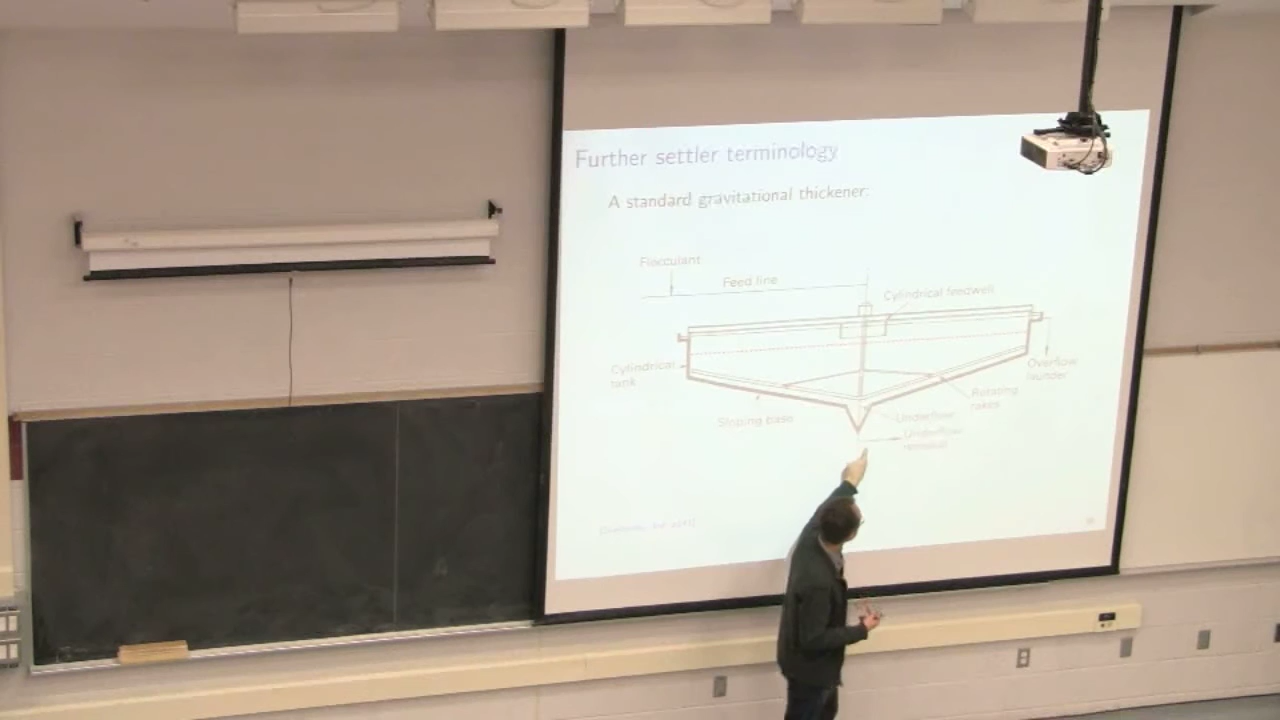 Further settler terminology
A standard gravitational thickener:
Flocculant
Feed line
Cylindrical feedwell
Cylindrical
tank
Overflow
launder
Rotating
rakes
Sloping base
Underflow
Underflow
removal